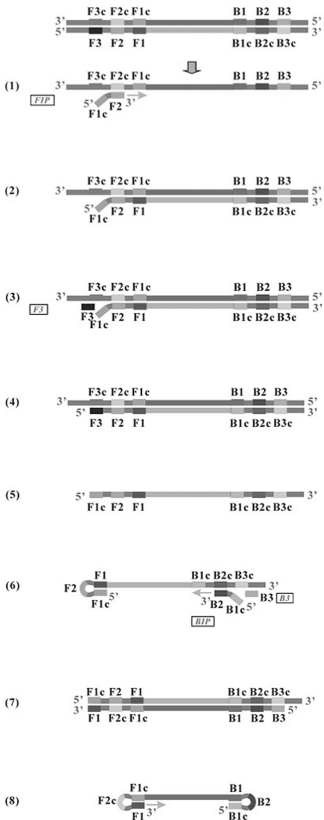 F3c F2c F1c B1 B2 B3
3’ 5’
5’ 3’
F3 F2 F1 B1c B2c B3c
(1) F3c F2c F1c B1 B2 B3
3’ 5’
FIP 5’ F2 3’
F1c
(2) F3c F2c F1c B1 B2 B3
3’ 5’
5’ 3’
F1c F2 F1 B1c B2c B3c
(3) F3c F2c F1c B1 B2 B3
3’ 5’
3’
F3 F3 F1c F2 F1 B1c B2c B3c
(4) F3c F2c F1c B1 B2 B3
3’ 5’
5’ 3’
F3 F2 F1 B1c B2c B3c
(5) 5’ 3’
F1c F2 F1 B1c B2c B3c
(6) F1 B1c B2c B3c
F2 3’
F1c 5’ 3’ B2 B1c 5’ B3 B3
BIP
(7) F1c F2 F1 B1c B2c B3c
5’ 3’
3’ 5’
F1 F2c F1c B1 B2 B3
(8) F1c B1
F2c B2
F1 3’ 5’ B1c